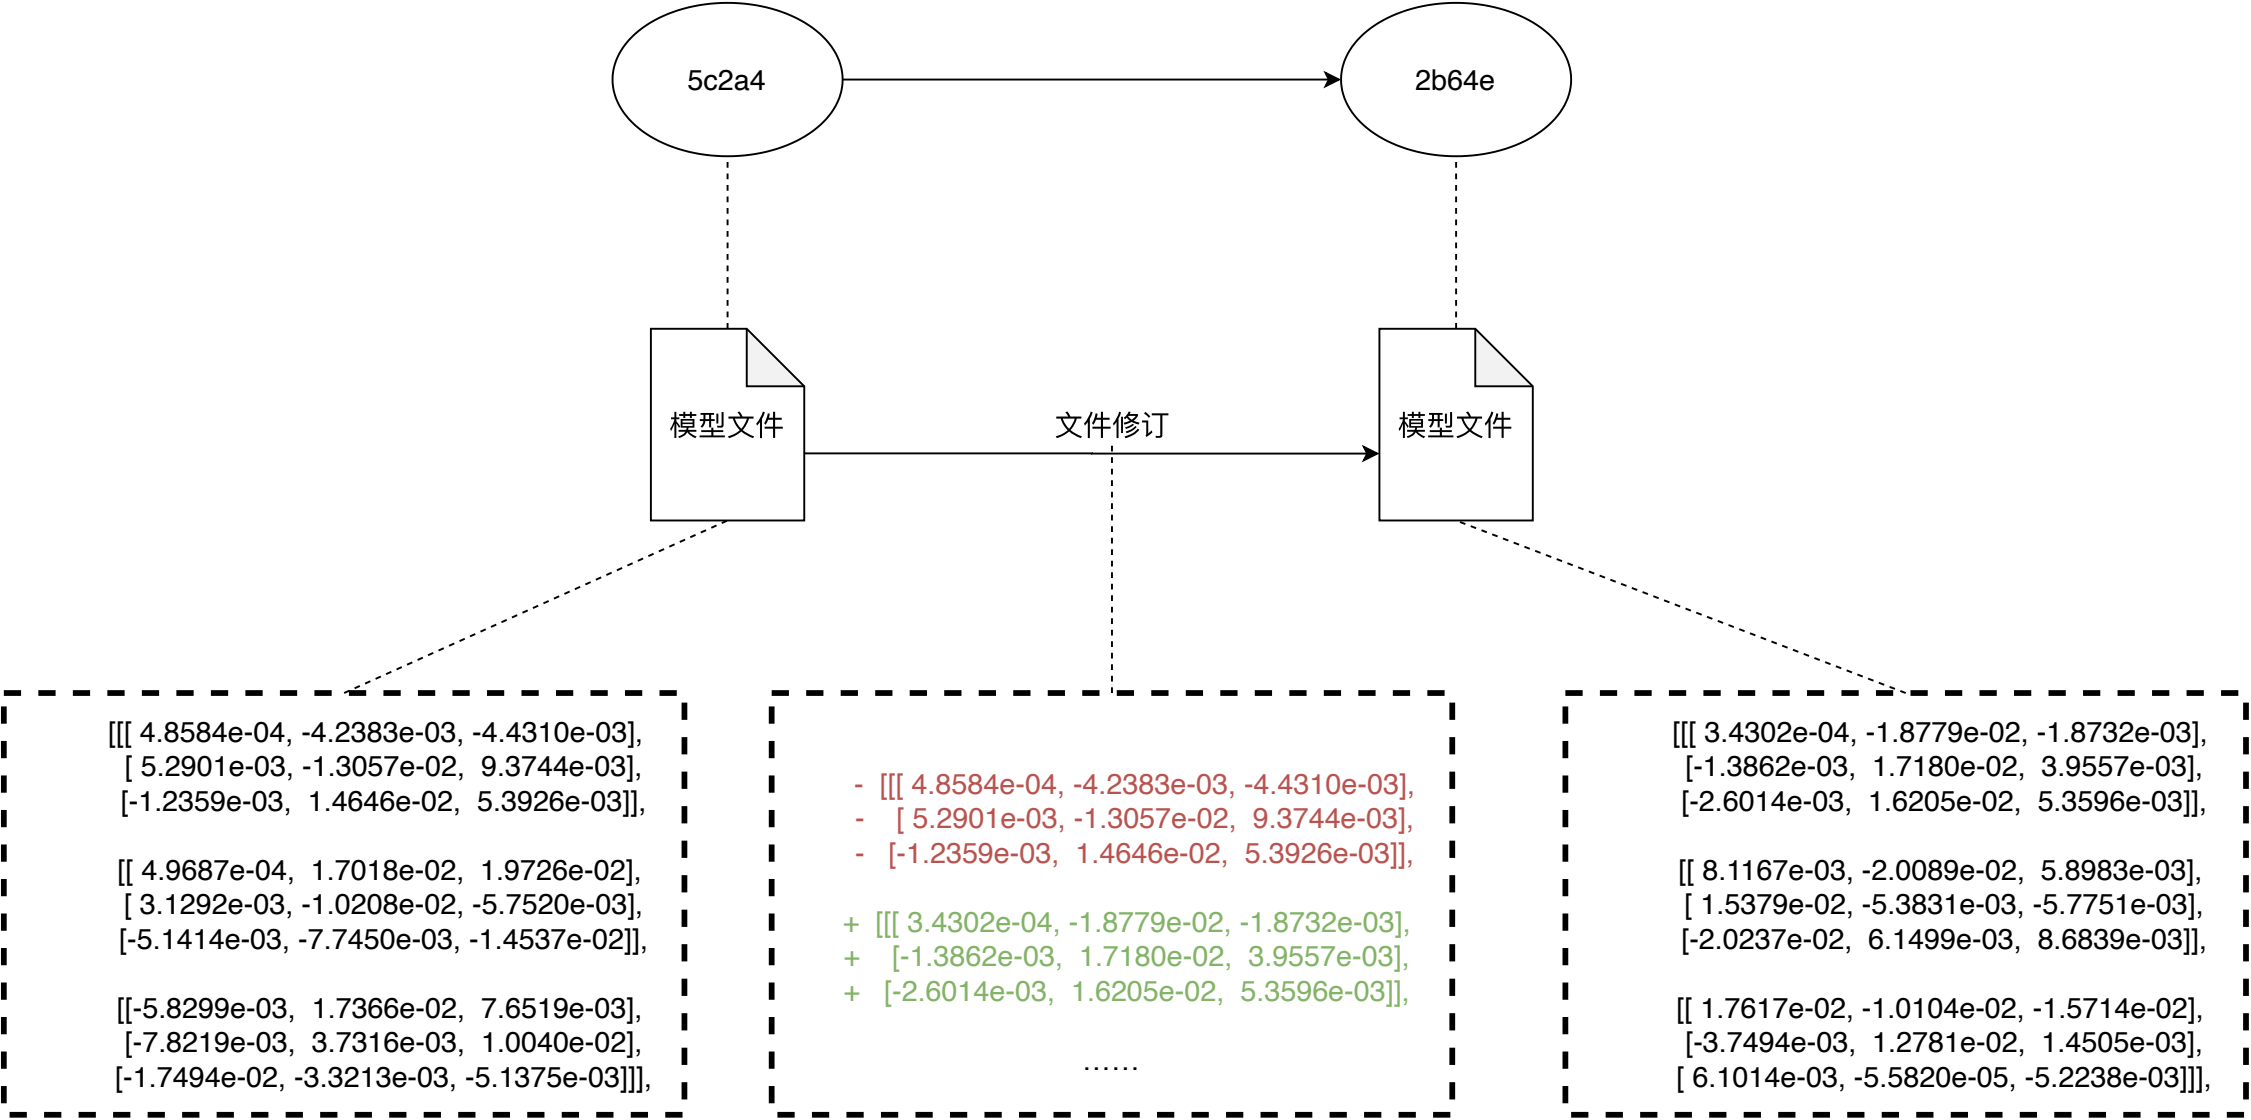 5c2a4
2b64e
模型文件
文件修订
模型文件
[[[ 4.8584e-04, -4.2383e-03, -4.4310e-03],
[ 5.2901e-03, -1.3057e-02, 9.3744e-03],
[-1.2359e-03, 1.4646e-02, 5.3926e-03]],
[[ 4.9687e-04, 1.7018e-02, 1.9726e-02],
[ 3.1292e-03, -1.0208e-02, -5.7520e-03],
[-5.1414e-03, -7.7450e-03, -1.4537e-02]],
[[-5.8299e-03, 1.7366e-02, 7.6519e-03],
[-7.8219e-03, 3.7316e-03, 1.0040e-02],
[-1.7494e-02, -3.3213e-03, -5.1375e-03]]],
- [[[ 4.8584e-04, -4.2383e-03, -4.4310e-03],
- [ 5.2901e-03, -1.3057e-02, 9.3744e-03],
- [-1.2359e-03, 1.4646e-02, 5.3926e-03]],
+ [[[ 3.4302e-04, -1.8779e-02, -1.8732e-03],
+ [-1.3862e-03, 1.7180e-02, 3.9557e-03],
+ [-2.6014e-03, 1.6205e-02, 5.3596e-03]],
……
[[[ 3.4302e-04, -1.8779e-02, -1.8732e-03],
[-1.3862e-03, 1.7180e-02, 3.9557e-03],
[-2.6014e-03, 1.6205e-02, 5.3596e-03]],
[[ 8.1167e-03, -2.0089e-02, 5.8983e-03],
[ 1.5379e-02, -5.3831e-03, -5.7751e-03],
[-2.0237e-02, 6.1499e-03, 8.6839e-03]],
[[ 1.7617e-02, -1.0104e-02, -1.5714e-02],
[-3.7494e-03, 1.2781e-02, 1.4505e-03],
[ 6.1014e-03, -5.5820e-05, -5.2238e-03]]],